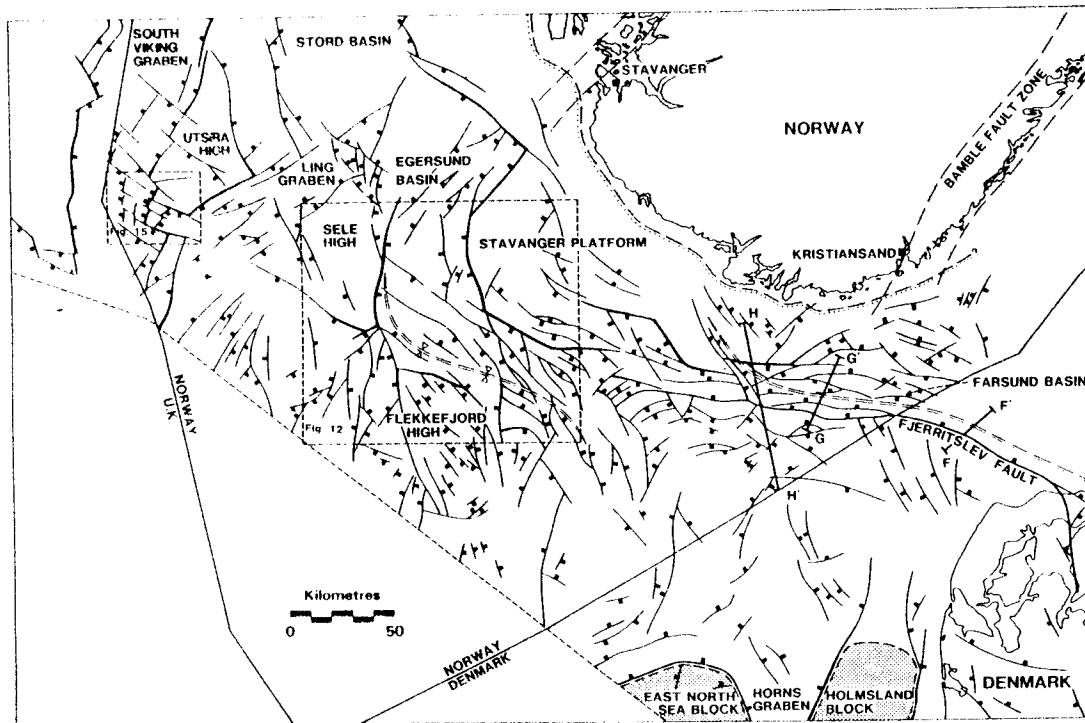 SOUTH
VIKING
GRABEN
STORD BASIN
STAVANGER
NORWAY
BAMBLE FAULT ZONE
UTSIRA
HIGH
LING
GRABEN
EGERSUND
BASIN
Fig. 15
SELE
HIGH
STAVANGER PLATFORM
KRISTIANSAND
H
G'
NORWAY
U.K.
FARSUND BASIN
F'
FLEKKEFJORD
HIGH
Fig. 12
G
FJERRITSLEV FAULT
F
H'
Kilometres
0 50
NORWAY
DENMARK
EAST NORTH
SEA BLOCK
HORNS
GRABEN
HOLMSLAND
BLOCK
DENMARK